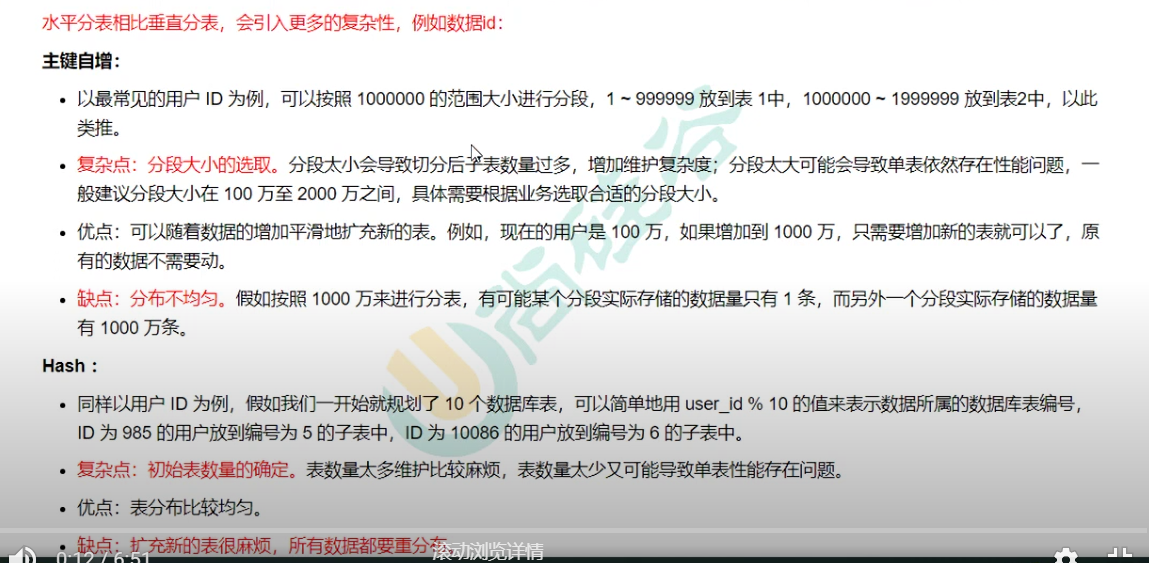 水平分表相比垂直分表，会引入更多的复杂性，例如数据id：
主键自增：
• 以最常见的用户 ID 为例，可以按照 1000000 的范围大小进行分段，1 ~ 999999 放到表 1中，1000000 ~ 1999999 放到表2中，以此
类推。
• 复杂点：分段大小的选取。分段太小会导致切分后子表数量过多，增加维护复杂度；分段太大可能会导致单表依然存在性能问题，一
般建议分段大小在 100 万至 2000 万之间，具体需要根据业务选取合适的分段大小。
• 优点：可以随着数据的增加平滑地扩充新的表。例如，现在的用户是 100 万，如果增加到 1000 万，只需要增加新的表就可以了，原
有的数据不需要动。
• 缺点：分布不均匀。假如按照 1000 万来进行分表，有可能某个分段实际存储的数据量只有 1 条，而另外一个分段实际存储的数据量
有 1000 万条。
Hash：
• 同样以用户 ID 为例，假如我们一开始就规划了 10 个数据库表，可以简单地用 user_id % 10 的值来表示数据所属的数据库表编号，
ID 为 985 的用户放到编号为 5 的子表中，ID 为 10086 的用户放到编号为 6 的子表中。
• 复杂点：初始表数量的确定。表数量太多维护比较麻烦，表数量太少又可能导致单表性能存在问题。
• 优点：表分布比较均匀。
• 缺点：扩充新的表很麻烦，所有数据都要重分布
0:12 / 6:51
滚动浏览详情
尚硅谷